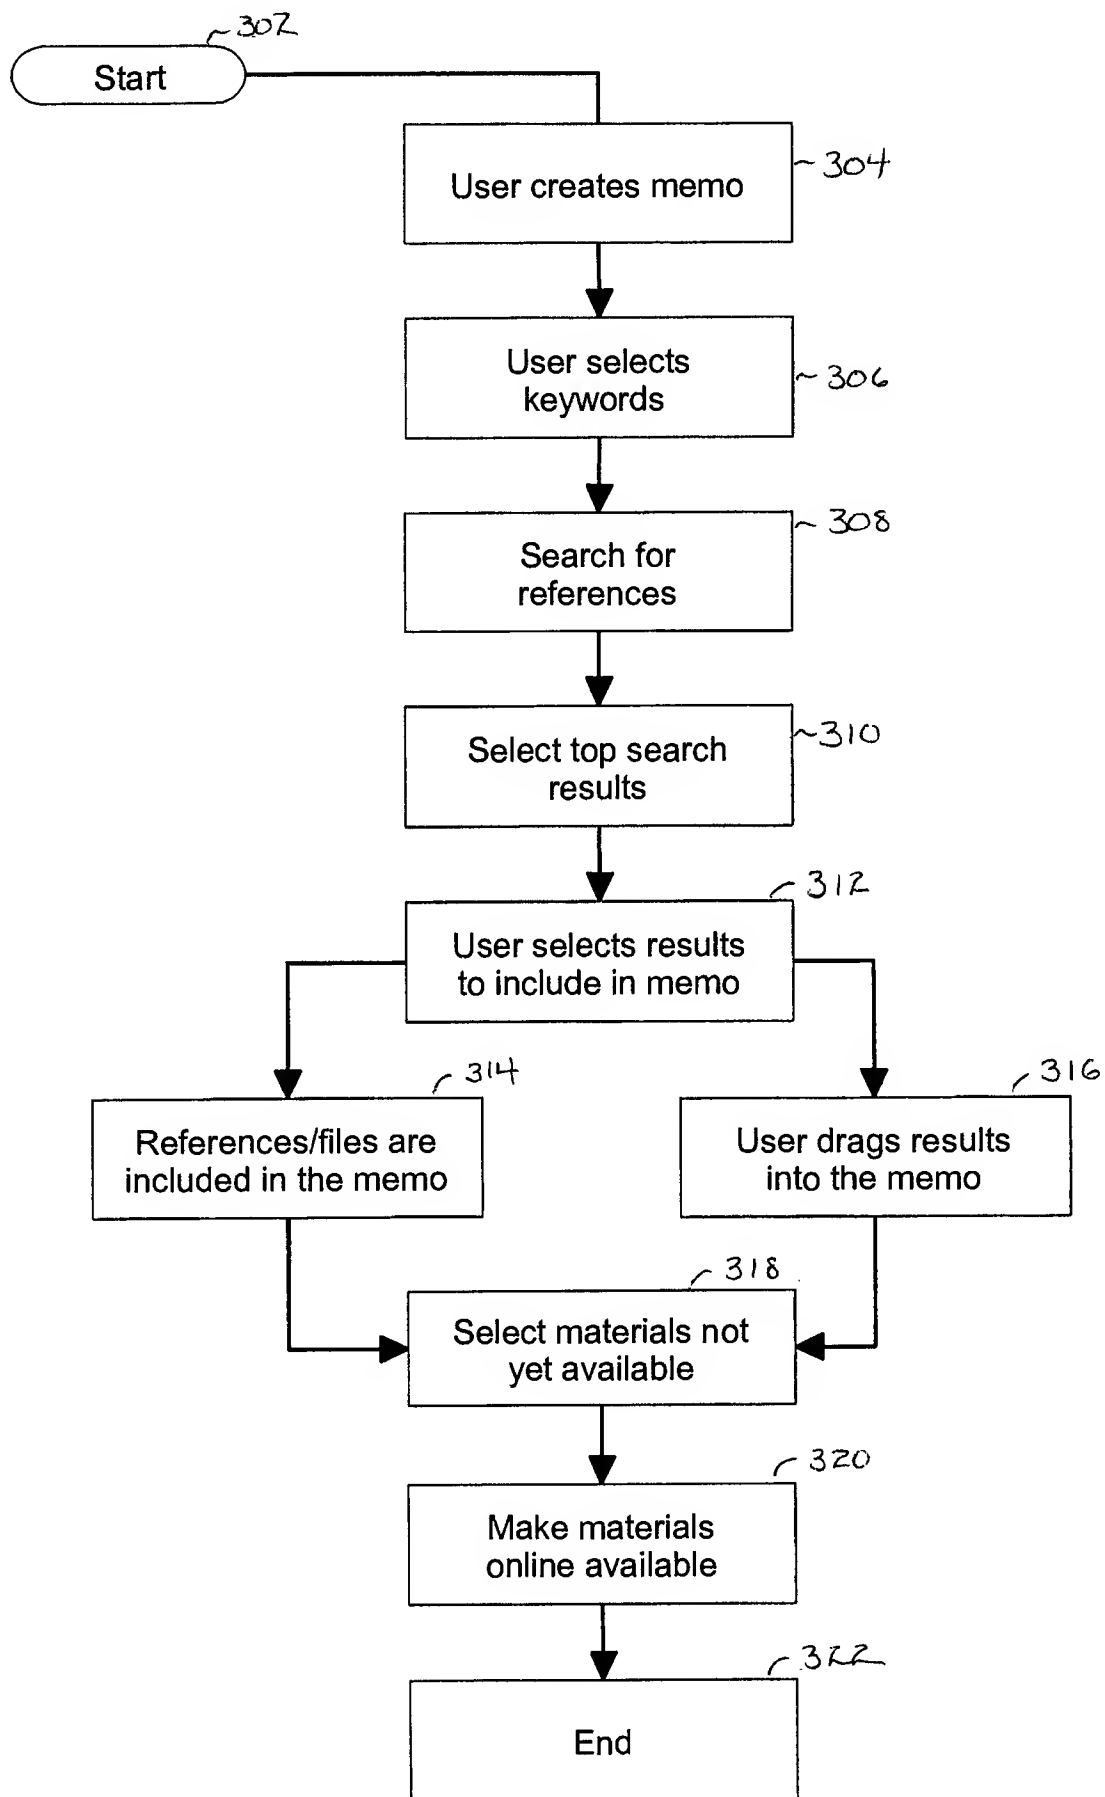 302
Start
User creates memo
304
User selects
keywords
306
308
Search for
references
310
Select top search
results
312
User selects results
to include in memo
314
References/files are
included in the memo
316
User drags results
into the memo
318
Select materials not
yet available
320
Make materials
online available
322
End